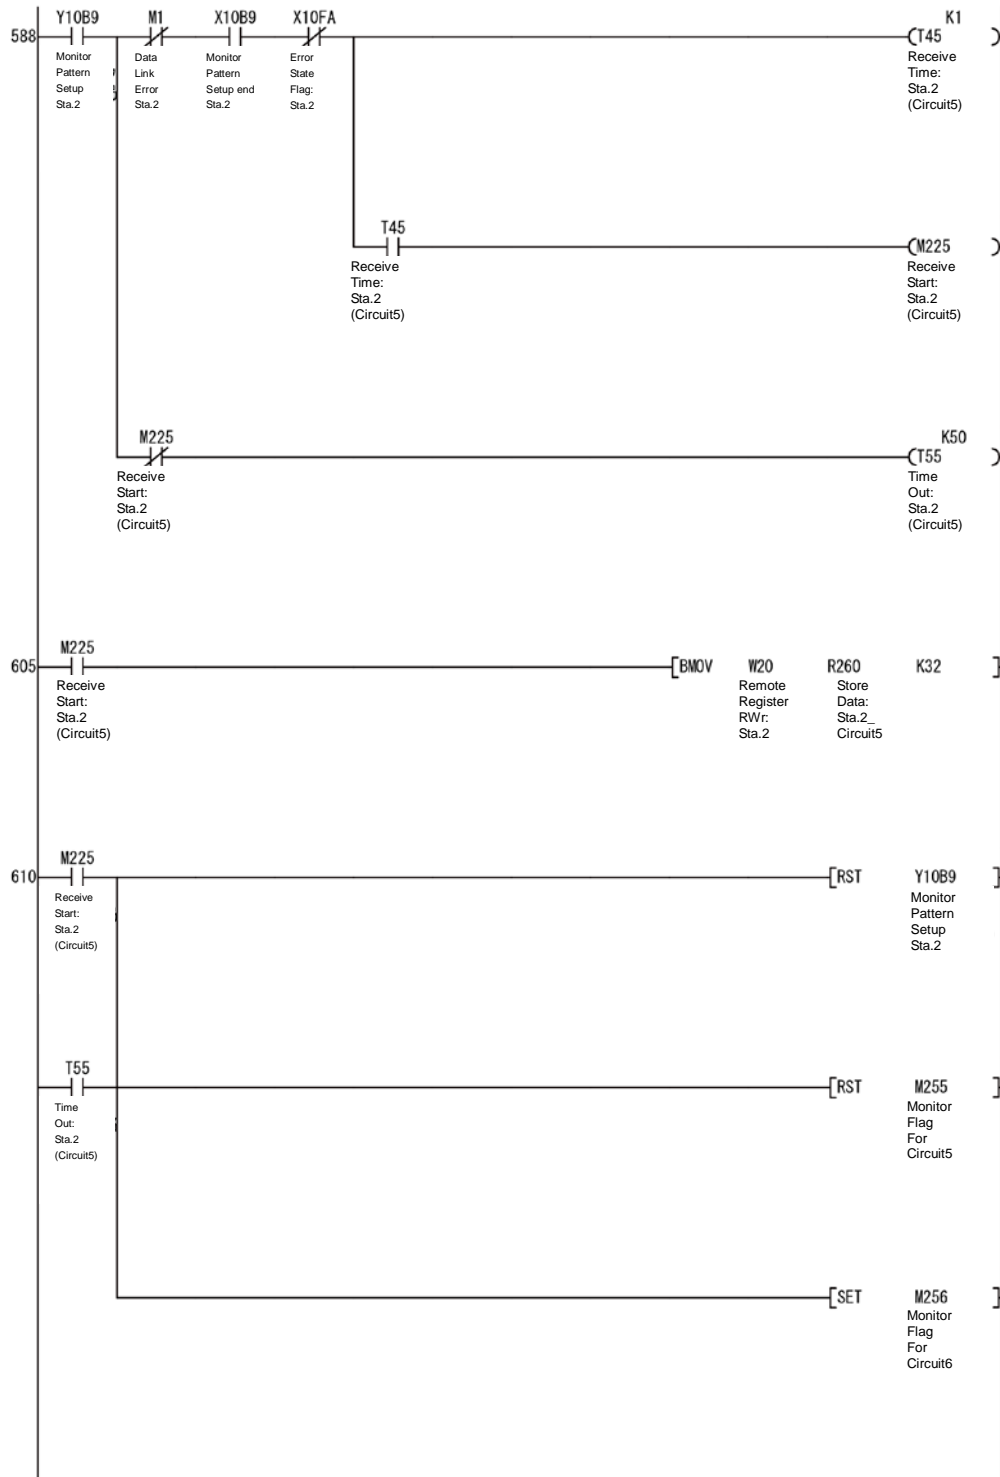 Y10B9 M1 X10B9 X10FA K1
588 (T45 )
Monitor Pattern Setup Sta.2
Data Link Error Sta.2
Monitor Pattern Setup end Sta.2
Error State Flag: Sta.2
Receive Time: Sta.2 (Circuit5)
T45
(M225 )
Receive Time: Sta.2 (Circuit5)
Receive Start: Sta.2 (Circuit5)
M225 K50
(T55 )
Receive Start: Sta.2 (Circuit5)
Time Out: Sta.2 (Circuit5)
M225
605 [BMOV W20 R260 K32 ]
Receive Start: Sta.2 (Circuit5)
Remote Register RWr: Sta.2
Store Data: Sta.2_ Circuit5
M225
610 [RST Y10B9 ]
Receive Start: Sta.2 (Circuit5)
Monitor Pattern Setup Sta.2
T55
[RST M255 ]
Time Out: Sta.2 (Circuit5)
Monitor Flag For Circuit5
[SET M256 ]
Monitor Flag For Circuit6